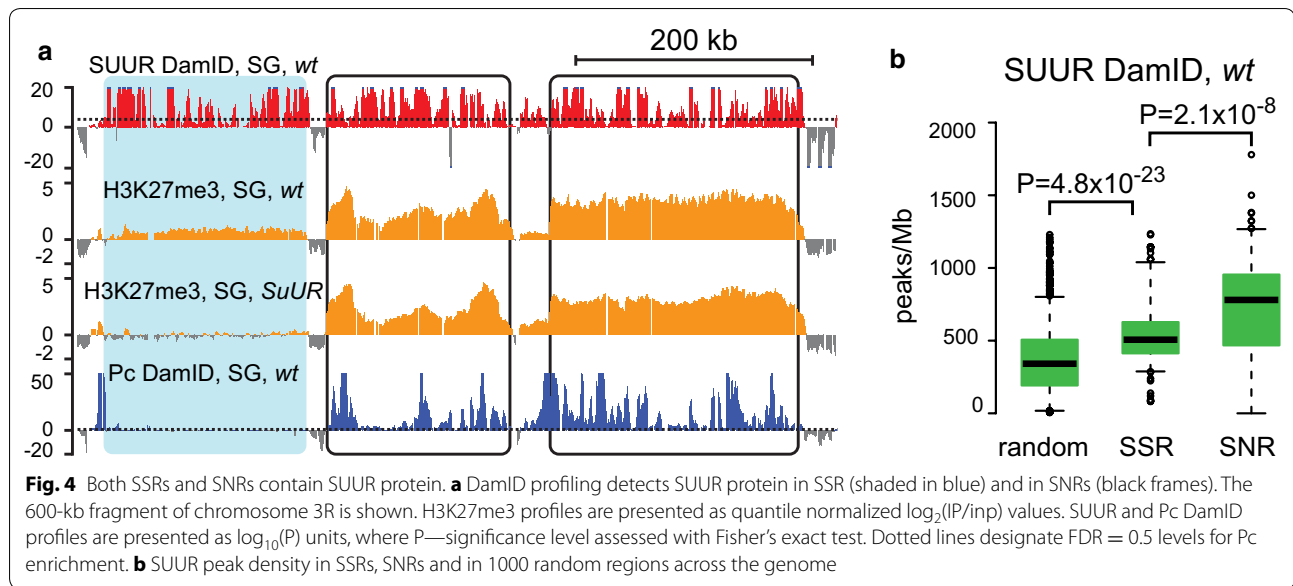 a
200 kb
SUUR DamID, SG, wt
20
0
-20
H3K27me3, SG, wt
5
0
-2
H3K27me3, SG, SuUR
5
0
-2
Pc DamID, SG, wt
50
0
-20
b
SUUR DamID, wt
P=2.1x10-8
P=4.8x10-23
peaks/Mb
2000
1500
1000
500
0
random SSR SNR
Fig. 4 Both SSRs and SNRs contain SUUR protein. a DamID profiling detects SUUR protein in SSR (shaded in blue) and in SNRs (black frames). The
600-kb fragment of chromosome 3R is shown. H3K27me3 profiles are presented as quantile normalized log2(IP/inp) values. SUUR and Pc DamID
profiles are presented as log10(P) units, where P—significance level assessed with Fisher's exact test. Dotted lines designate FDR = 0.5 levels for Pc
enrichment. b SUUR peak density in SSRs, SNRs and in 1000 random regions across the genome